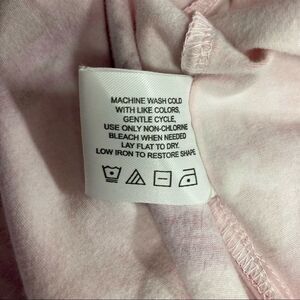 MACHINE WASH COLD
WITH LIKE COLORS,
GENTLE CYCLE,
USE ONLY NON-CHLORINE
BLEACH WHEN NEEDED
LAY FLAT TO DRY.
LOW IRON TO RESTORE SHAPE